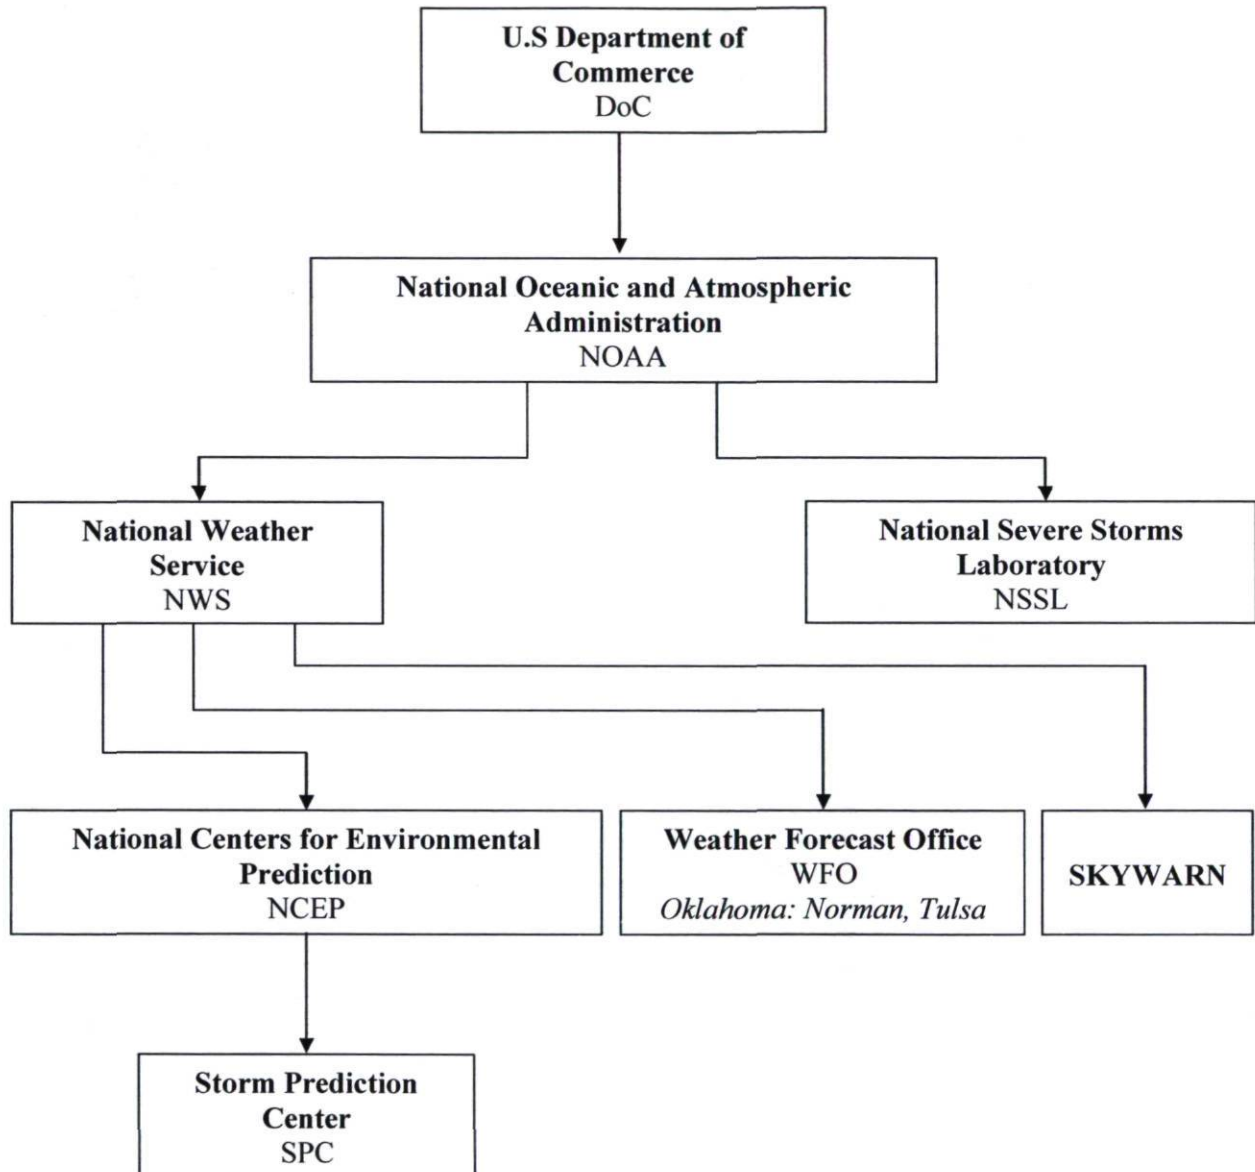 U.S Department of
Commerce
DoC
National Oceanic and Atmospheric
Administration
NOAA
National Weather
Service
NWS
National Severe Storms
Laboratory
NSSL
National Centers for Environmental
Prediction
NCEP
Weather Forecast Office
WFO
Oklahoma: Norman, Tulsa
SKYWARN
Storm Prediction
Center
SPC